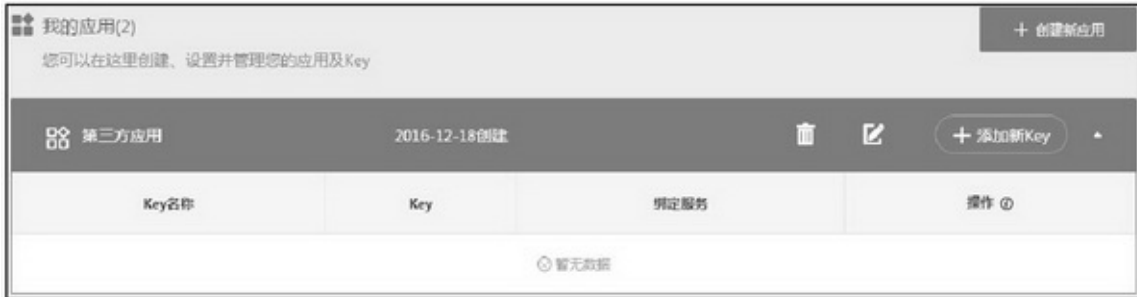 我的应用(2)
+ 创建新应用
您可以在这里创建、设置并管理您的应用及Key
第三方应用 2016-12-18创建 + 添加新Key
Key名称 Key 绑定服务 操作
暂无数据